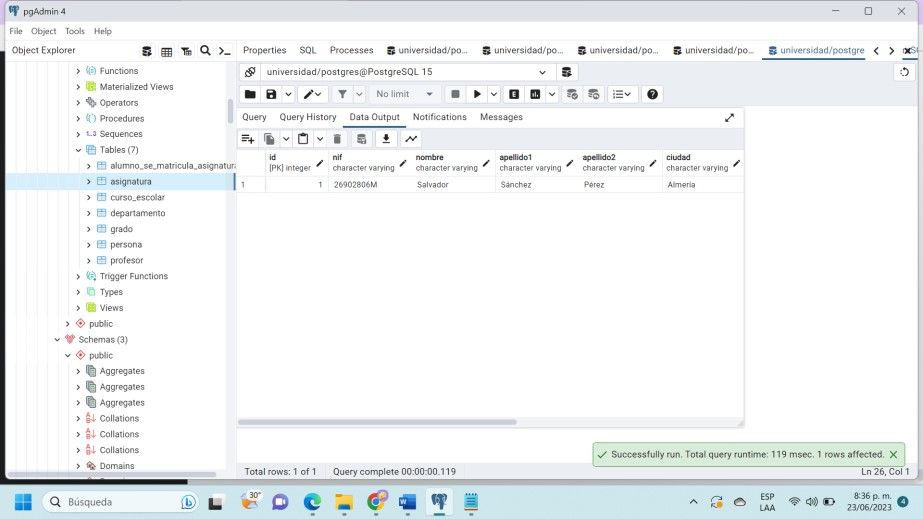 pgAdmin 4
File Object Tools Help
Object Explorer
Properties SQL Processes universidad/po... universidad/po... universidad/po... universidad/po... universidad/postgre
universidad/postgres@PostgreSQL 15
No limit
Query Query History Data Output Notifications Messages
id nif nombre apellido1 apellido2 ciudad
[PK] integer character varying character varying character varying character varying character varying
1 1 26902806M Salvador Sánchez Pérez Almería
Functions
Materialized Views
Operators
Procedures
1..3 Sequences
Tables (7)
alumno_se_matricula_asignatura
asignatura
curso_escolar
departamento
grado
persona
profesor
Trigger Functions
Types
Views
public
Schemas (3)
public
Aggregates
Aggregates
Aggregates
Collations
Collations
Collations
Domains
Successfully run. Total query runtime: 119 msec. 1 rows affected.
Total rows: 1 of 1 Query complete 00:00:00.119 Ln 26, Col 1
Búsqueda
30°
ESP
LAA
8:36 p. m.
23/06/2023
4